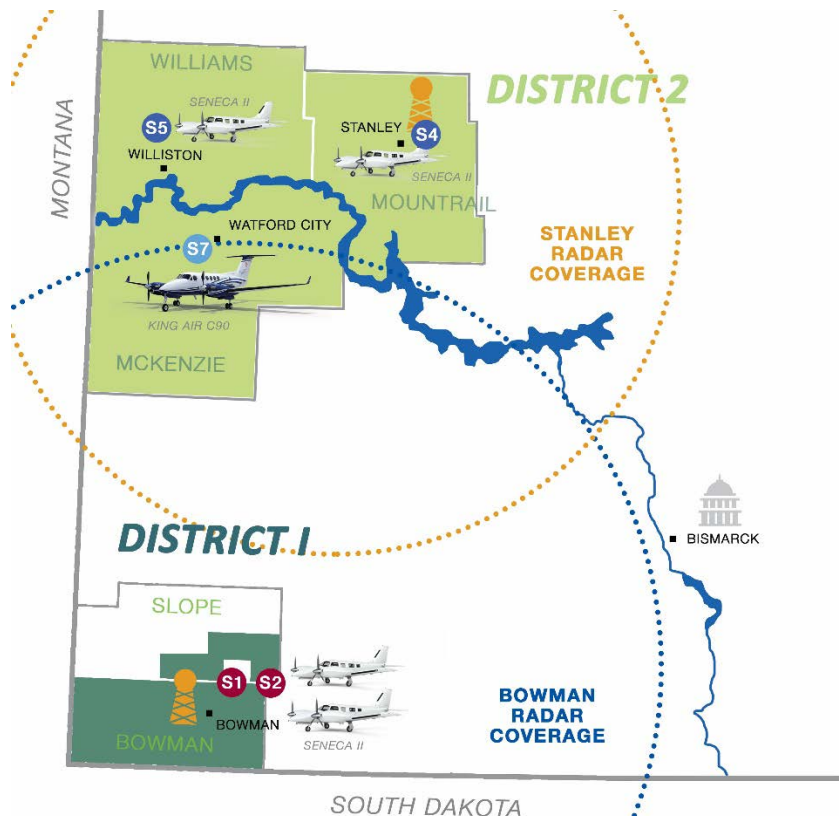 WILLIAMS
SENECA II
S5
WILLISTON
DISTRICT 2
STANLEY
S4
SENECA II
MOUNTRAIL
MONTANA
WATFORD CITY
S7
STANLEY
RADAR
COVERAGE
KING AIR C90
MCKENZIE
DISTRICT I
BISMARCK
SLOPE
S1
S2
BOWMAN
BOWMAN
SENECA II
BOWMAN
RADAR
COVERAGE
SOUTH DAKOTA